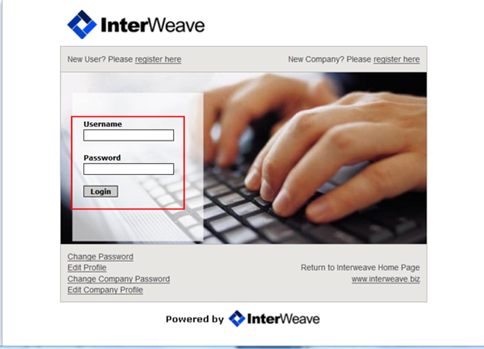 InterWeave
New User? Please register here
New Company? Please register here
Username
Password
Login
Change Password
Edit Profile
Change Company Password
Edit Company Profile
Return to Interweave Home Page
www.interweave.biz
Powered by InterWeave